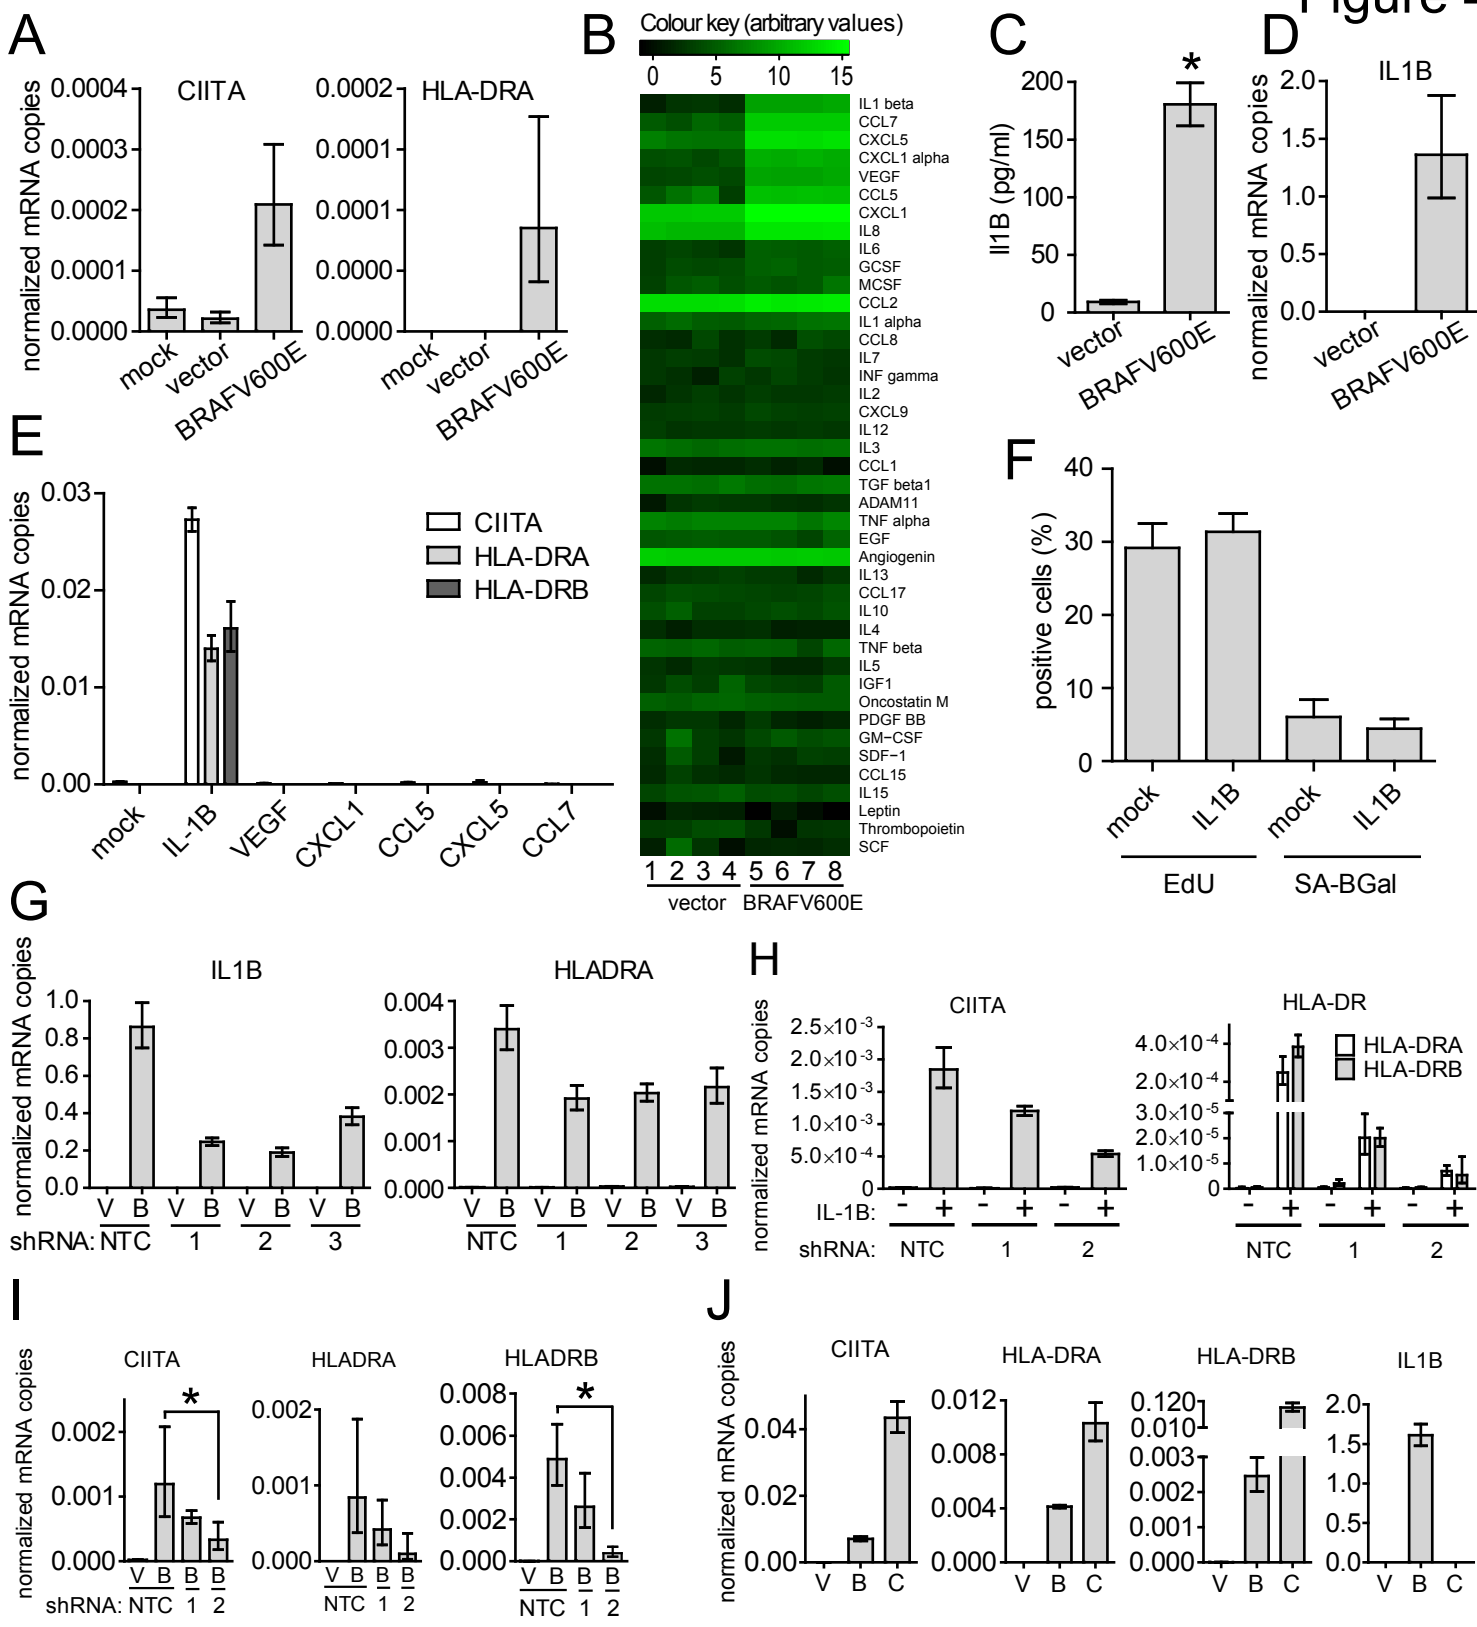 Figure
A
CIITA
normalized mRNA copies
0.0004
0.0003
0.0002
0.0001
0.0000
mock
vector
BRAFV600E
HLA-DRA
0.0002
0.0001
0.0001
0.0000
0.0000
mock
vector
BRAFV600E
B
Colour key (arbitrary values)
0 5 10 15
IL1 beta
CCL7
CXCL5
CXCL1 alpha
VEGF
CCL5
CXCL1
IL8
IL6
GCSF
MCSF
CCL2
IL1 alpha
CCL8
IL7
INF gamma
IL2
CXCL9
IL12
IL3
CCL1
TGF beta1
ADAM11
TNF alpha
EGF
Angiogenin
IL13
CCL17
IL10
IL4
TNF beta
IL5
IGF1
Oncostatin M
PDGF BB
GM−CSF
SDF−1
CCL15
IL15
Leptin
Thrombopoietin
SCF
1 2 3 4 5 6 7 8
vector BRAFV600E
C
Il1B (pg/ml)
200
150
100
50
0
*
vector
BRAFV600E
D
IL1B
normalized mRNA copies
2.0
1.5
1.0
0.5
0.0
vector
BRAFV600E
E
normalized mRNA copies
0.03
0.02
0.01
0.00
CIITA
HLA-DRA
HLA-DRB
mock
IL-1B
VEGF
CXCL1
CCL5
CXCL5
CCL7
F
positive cells (%)
40
30
20
10
0
mock
IL1B
mock
IL1B
EdU SA-BGal
G
normalized mRNA copies
IL1B
1.0
0.8
0.6
0.4
0.2
0.0
V B V B V B V B
shRNA: NTC 1 2 3
HLADRA
0.004
0.003
0.002
0.001
0.000
V B V B V B V B
NTC 1 2 3
H
normalized mRNA copies
CIITA
2.5×10⁻³
2.0×10⁻³
1.5×10⁻³
1.0×10⁻³
5.0×10⁻⁴
0
IL-1B: - + - + - +
shRNA: NTC 1 2
HLA-DR
HLA-DRA
HLA-DRB
4.0×10⁻⁴
2.0×10⁻⁴
3.0×10⁻⁵
2.0×10⁻⁵
1.0×10⁻⁵
0
- + - + - +
NTC 1 2
I
normalized mRNA copies
CIITA
*
0.002
0.001
0.000
V B B B
shRNA: NTC 1 2
HLADRA
0.002
0.001
0.000
V B B B
NTC 1 2
HLADRB
*
0.008
0.006
0.004
0.002
0.000
V B B B
NTC 1 2
J
normalized mRNA copies
CIITA
0.04
0.02
0.00
V B C
HLA-DRA
0.012
0.008
0.004
0.000
V B C
HLA-DRB
0.120
0.010
0.003
0.002
0.001
0.000
V B C
IL1B
2.0
1.5
1.0
0.5
0.0
V B C